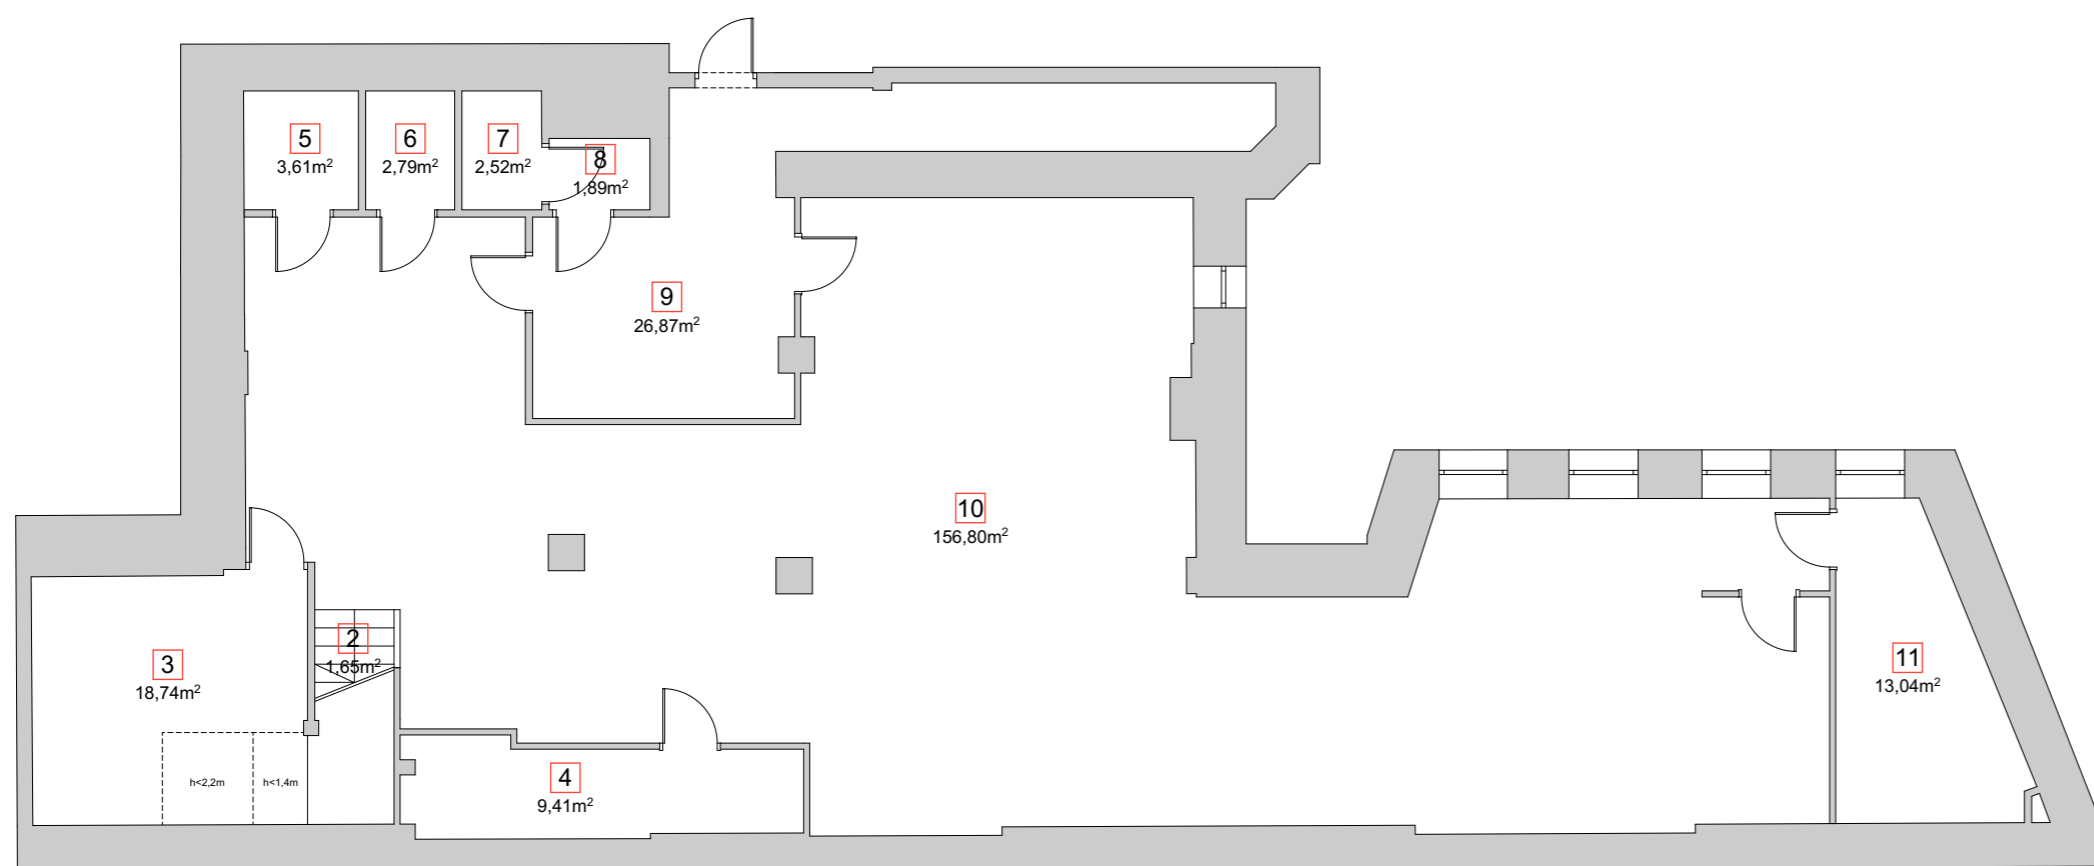 5
3,61m²
6
2,79m²
7
2,52m²
8
1,89m²
9
26,87m²
10
156,80m²
2
1,65m²
3
18,74m²
11
13,04m²
h<2,2m
h<1,4m
4
9,41m²